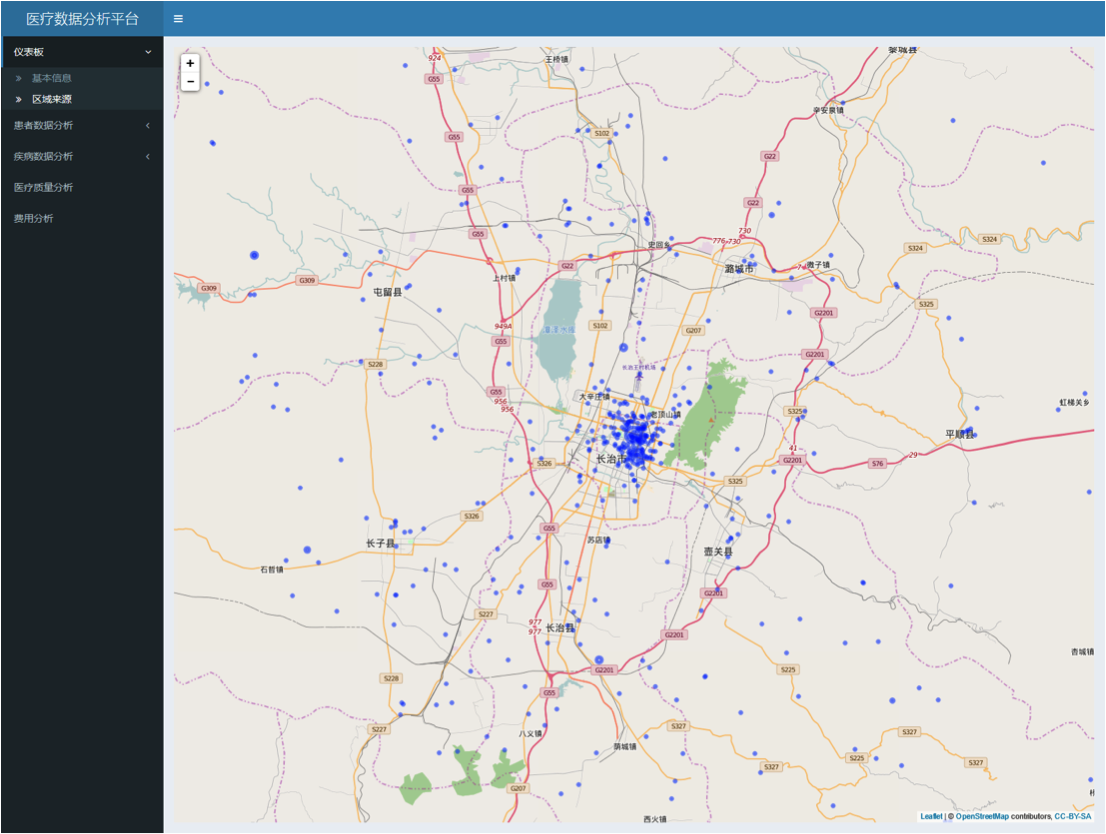 医疗数据分析平台
仪表板
基本信息
区域来源
患者数据分析
疾病数据分析
医疗质量分析
费用分析
+
−
924
王桥镇
黎城县
G55
辛安泉镇
G55
S102
G22
G55
G22
730
G55
史回乡
776-730
S324
S324
G22
潞城市
微子镇
上村镇
G309
G309
屯留县
S325
G2201
949A
S102
G207
G55
G2201
S228
长治王村机场
G55
大辛庄镇
虹梯关乡
956
956
老顶山镇
S325
平顺县
41
29
长治市
G2201
S76
S326
S325
S326
G55
长子县
苏店镇
壶关县
石哲镇
G55
G2201
S227
977
977
长治县
G2201
杏城镇
G2201
S225
S228
G55
S227
八义镇
S327
S327
荫城镇
S225
S327
S327
G207
西火镇
Leaflet | © OpenStreetMap contributors, CC-BY-SA